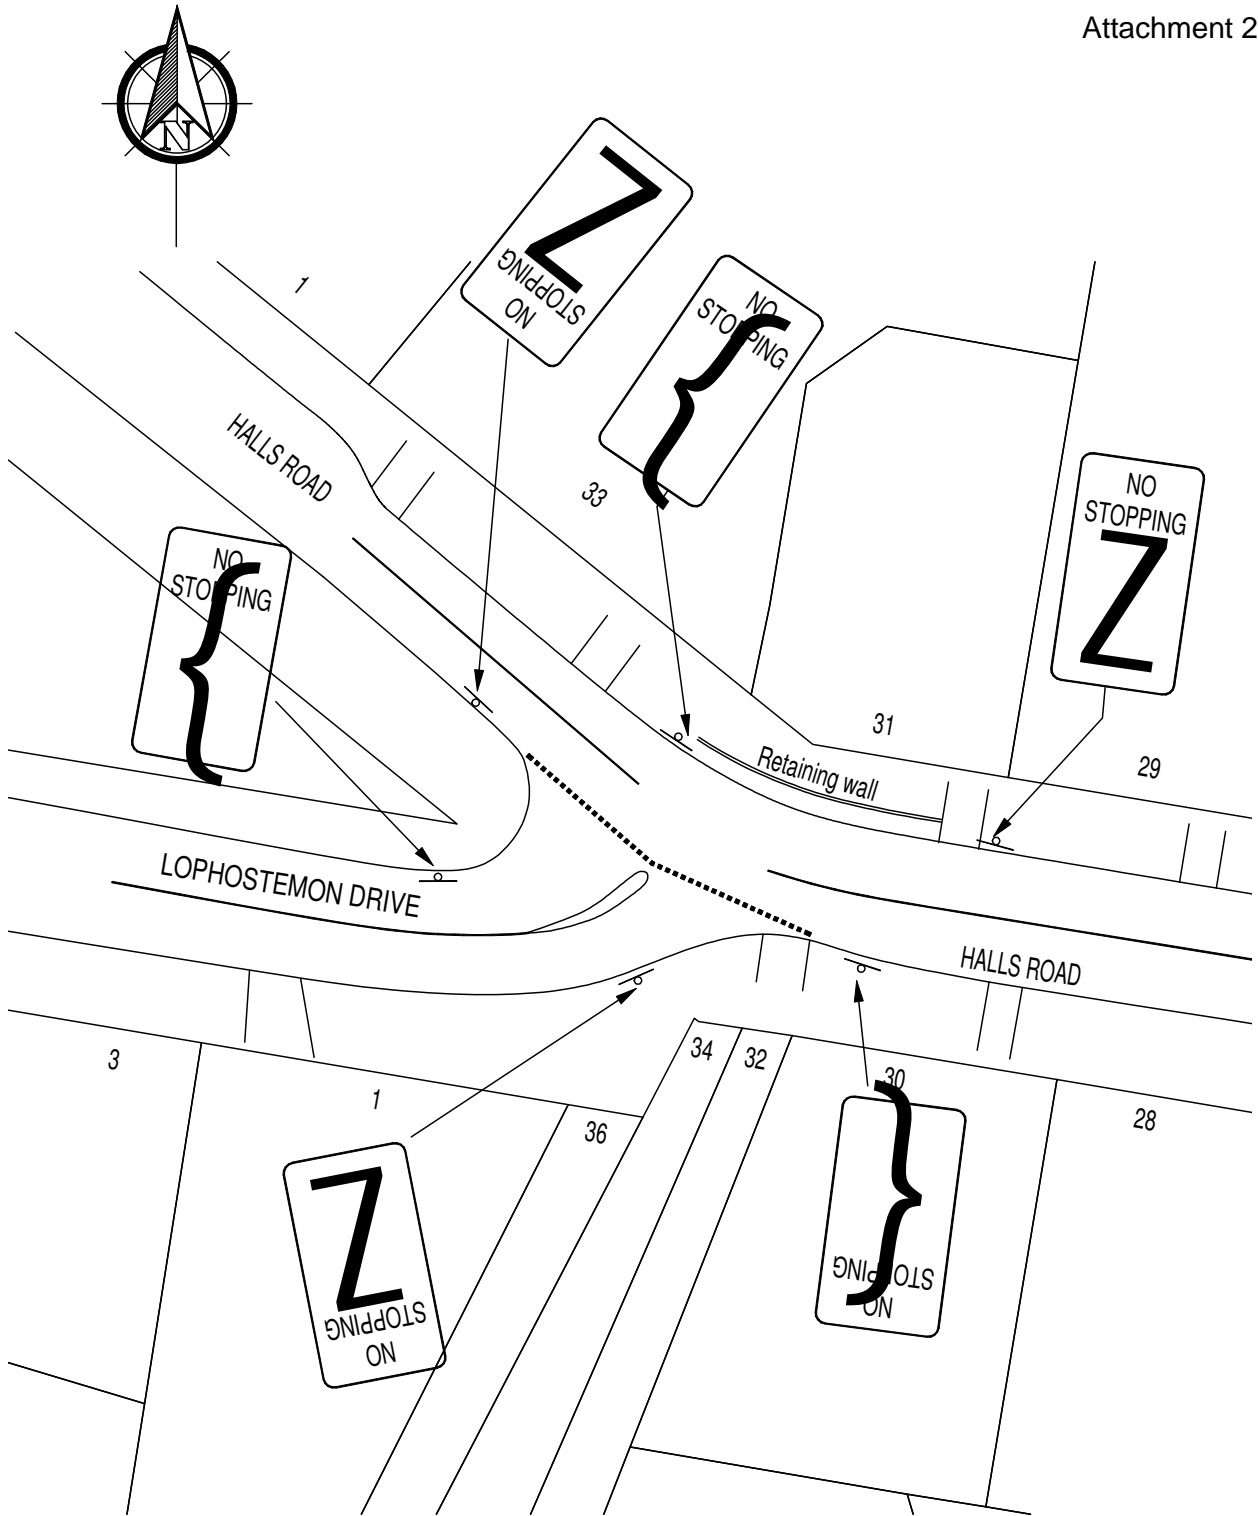 Attachment 2
N
1
Z
STOPPING
NO
NO
STOPPING
{
HALLS ROAD
33
NO
STOPPING
Z
NO
STOPPING
{
31
Retaining wall
29
LOPHOSTEMON DRIVE
HALLS ROAD
3
1
36
34
32
30
28
Z
STOPPING
NO
}
STOPPING
NO